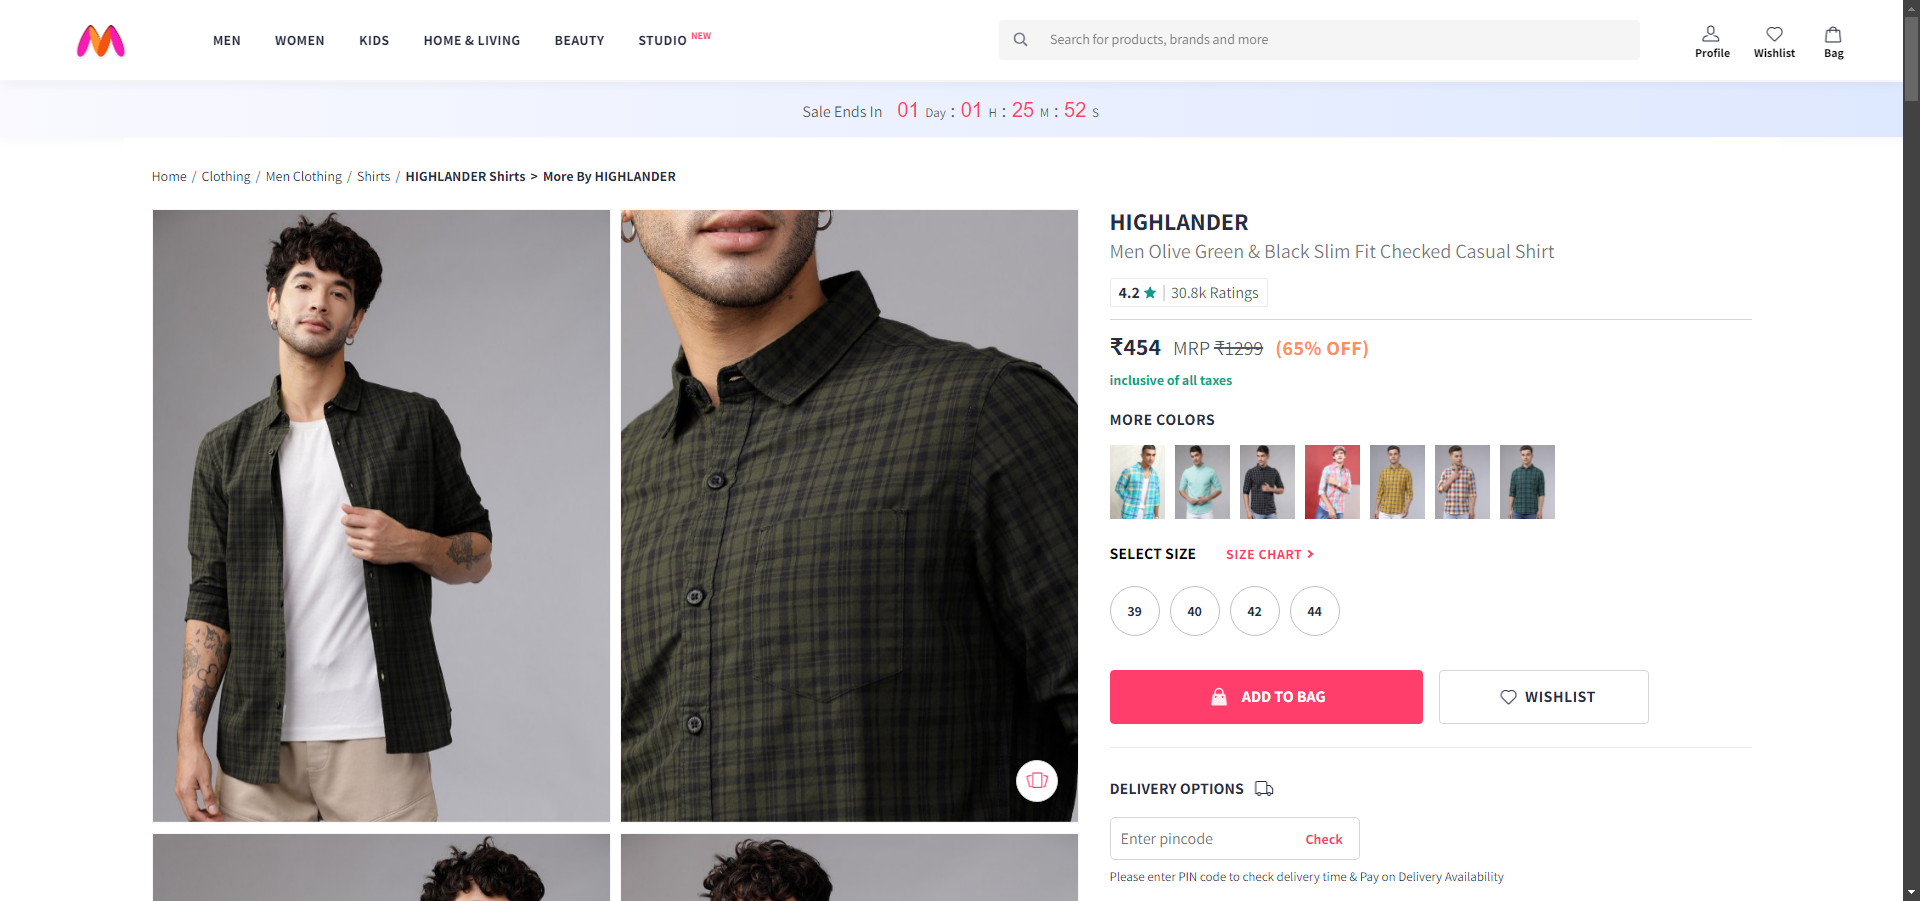 MEN WOMEN KIDS HOME & LIVING BEAUTY STUDIO NEW
Search for products, brands and more
Profile Wishlist Bag
Sale Ends In 01 Day : 01 H : 25 M : 52 S
Home / Clothing / Men Clothing / Shirts / HIGHLANDER Shirts > More By HIGHLANDER
HIGHLANDER
Men Olive Green & Black Slim Fit Checked Casual Shirt
4.2 ★ | 30.8k Ratings
₹454 MRP ₹1299 (65% OFF)
inclusive of all taxes
MORE COLORS
SELECT SIZE SIZE CHART >
39 40 42 44
ADD TO BAG WISHLIST
DELIVERY OPTIONS
Enter pincode Check
Please enter PIN code to check delivery time & Pay on Delivery Availability